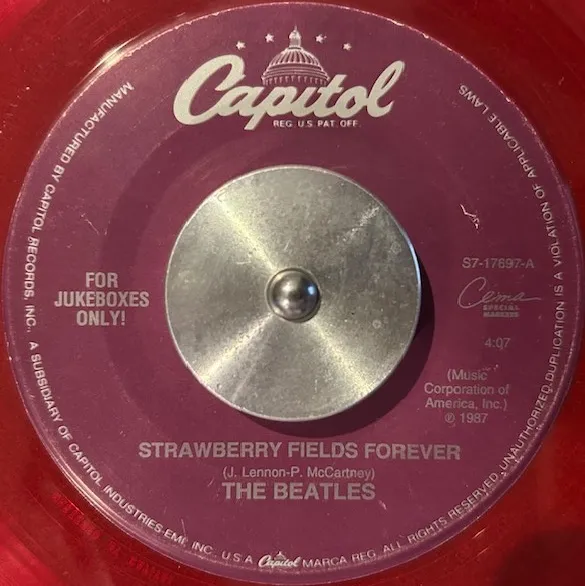 Capitol
REG. U.S. PAT. OFF.
FOR
JUKEBOXES
ONLY!
S7-17697-A
Cema
SPECIAL
MARKETS
4:07
(Music
Corporation of
America, Inc.)
℗ 1987
STRAWBERRY FIELDS FOREVER
(J. Lennon-P. McCartney)
THE BEATLES
MANUFACTURED BY CAPITOL RECORDS, INC., A SUBSIDIARY OF CAPITOL INDUSTRIES-EMI, INC. U.S.A. Capitol MARCA REG. ALL RIGHTS RESERVED. UNAUTHORIZED DUPLICATION IS A VIOLATION OF APPLICABLE LAWS.